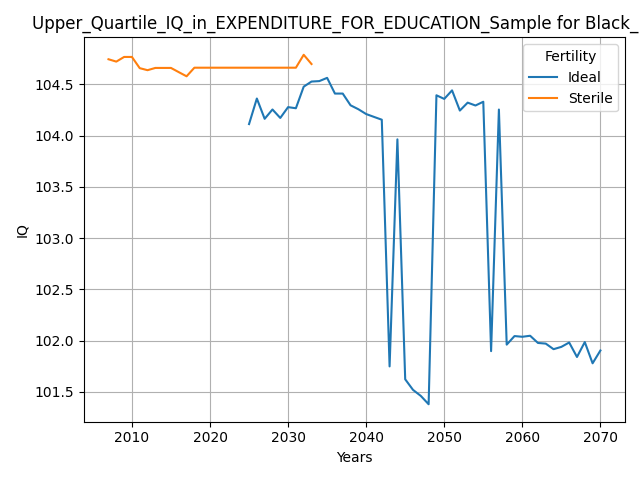 Upper_Quartile_IQ_in_EXPENDITURE_FOR_EDUCATION_Sample for Black_
Fertility
Ideal
Sterile
104.5
104.0
103.5
103.0
102.5
102.0
101.5
IQ
2010 2020 2030 2040 2050 2060 2070
Years